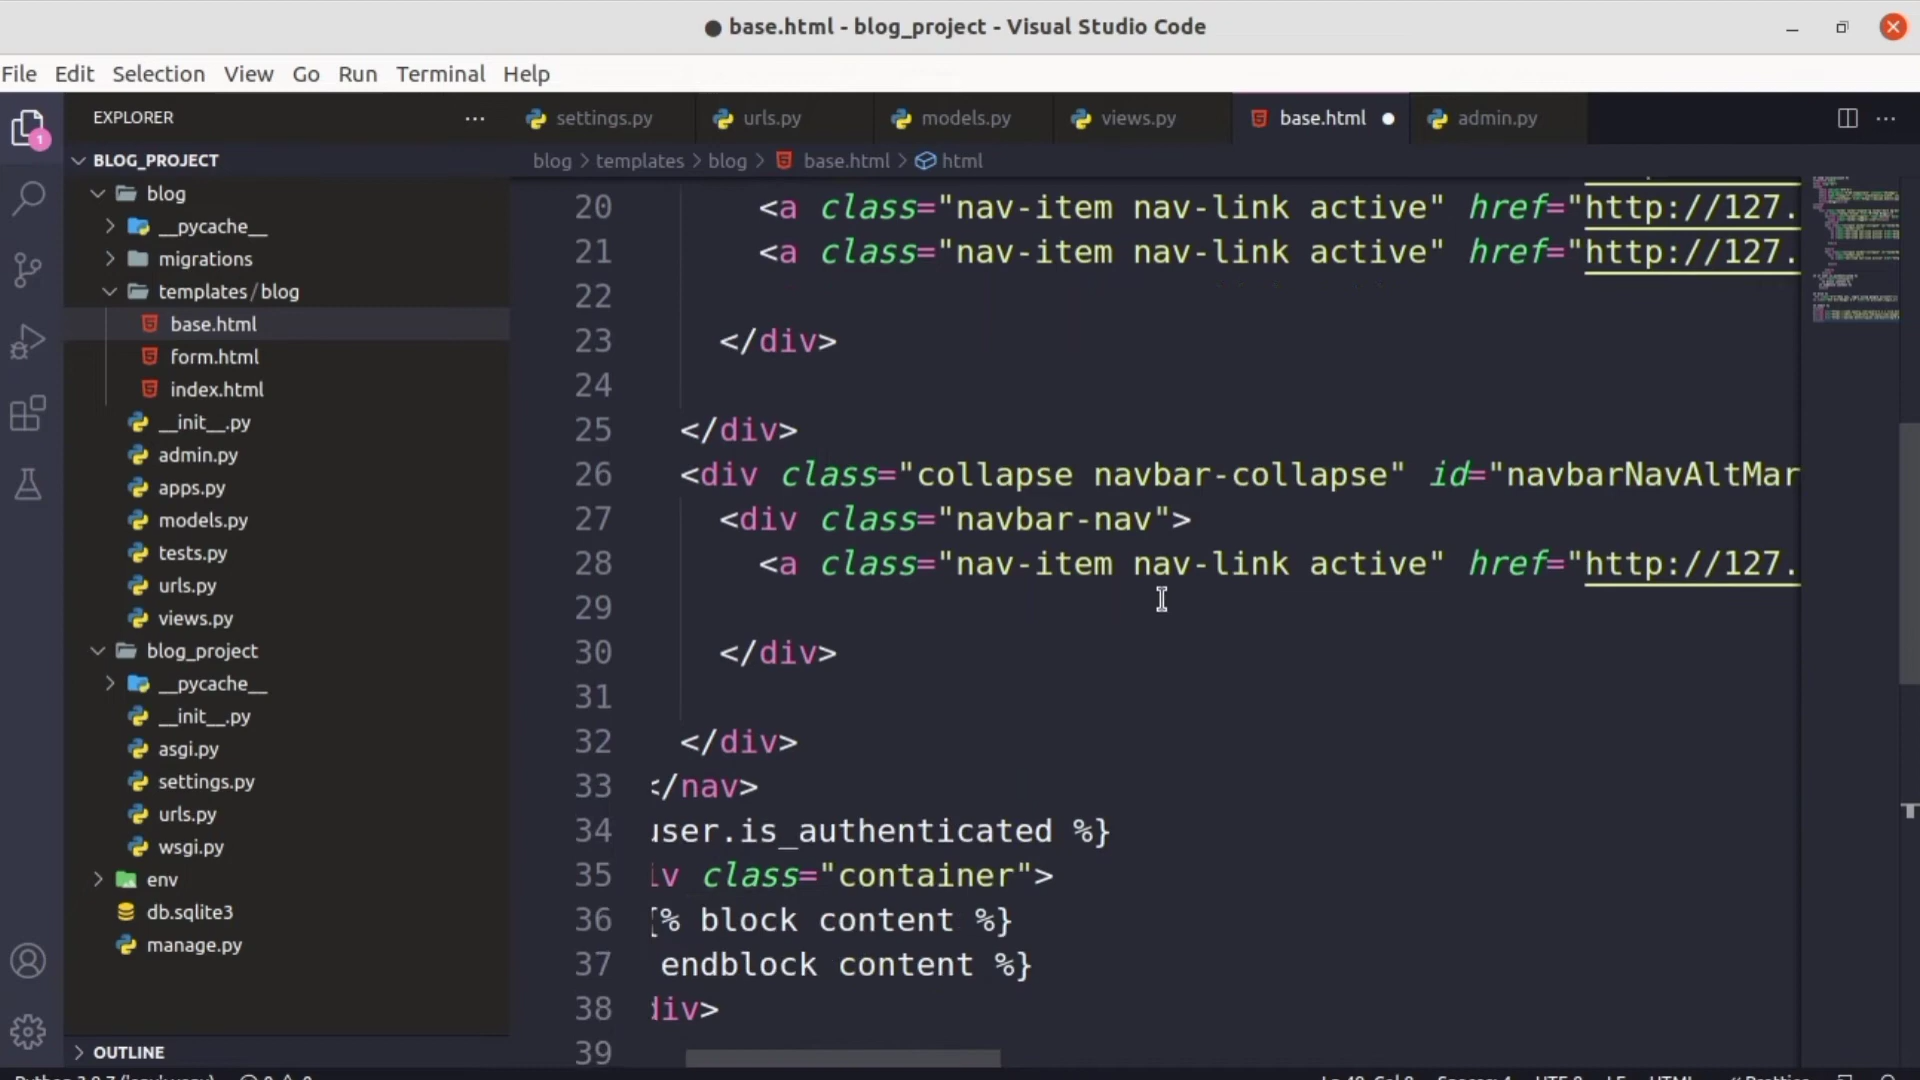 base.html - blog_project - Visual Studio Code
File Edit Selection View Go Run Terminal Help
EXPLORER
settings.py urls.py models.py views.py base.html admin.py
BLOG_PROJECT
blog > templates > blog > base.html > html
1
blog
__pycache__
migrations
templates/blog
base.html
form.html
index.html
__init__.py
admin.py
apps.py
models.py
tests.py
urls.py
views.py
blog_project
__pycache__
__init__.py
asgi.py
settings.py
urls.py
wsgi.py
env
db.sqlite3
manage.py
OUTLINE
20 <a class="nav-item nav-link active" href="http://127.
21 <a class="nav-item nav-link active" href="http://127.
22
23 </div>
24
25 </div>
26 <div class="collapse navbar-collapse" id="navbarNavAltMar
27 <div class="navbar-nav">
28 <a class="nav-item nav-link active" href="http://127.
29
30 </div>
31
32 </div>
33 </nav>
34 user.is_authenticated %}
35 iv class="container">
36 {% block content %}
37 endblock content %}
38 div>
39